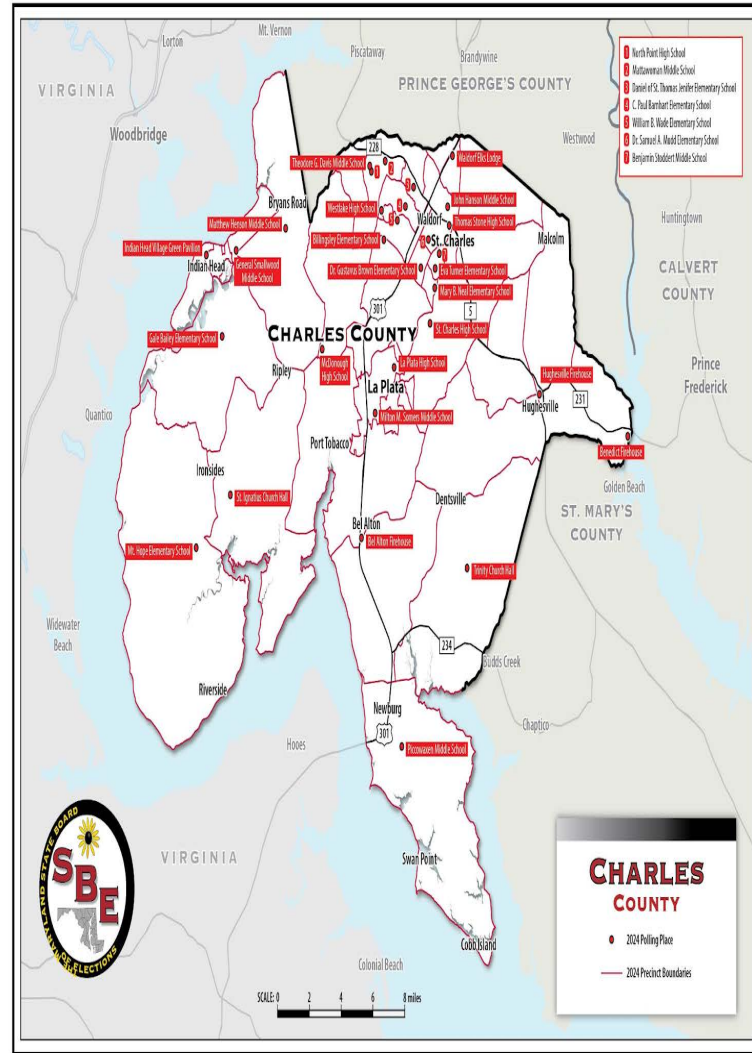 Mt. Vernon
Lorton
Piscataway
Brandywine
VIRGINIA
PRINCE GEORGE'S COUNTY
1 North Point High School
2 Mattawoman Middle School
3 Daniel of St. Thomas Jenifer Elementary School
4 C. Paul Barnhart Elementary School
5 William B. Wade Elementary School
6 Dr. Samuel A. Mudd Elementary School
7 Benjamin Stoddert Middle School
Woodbridge
Westwood
228
Theodore G. Davis Middle School
1
2
Waldorf Elks Lodge
3
Bryans Road
Westlake High School
John Hanson Middle School
Huntingtown
Matthew Henson Middle School
Waldorf
Thomas Stone High School
Indian Head Village Green Pavilion
Billingsley Elementary School
St. Charles
Malcolm
Indian Head
General Smallwood
Middle School
7
CALVERT
COUNTY
Dr. Gustavus Brown Elementary School
Eva Turner Elementary School
Mary B. Neal Elementary School
301
5
St. Charles High School
Gale Bailey Elementary School
CHARLES COUNTY
McDonough
High School
La Plata High School
Prince
Frederick
Ripley
La Plata
Hughesville Firehouse
Hughesville
231
Quantico
Milton M. Somers Middle School
Port Tobacco
Benedict Firehouse
Ironsides
Golden Beach
St. Ignatius Church Hall
Dentsville
ST. MARY'S
COUNTY
Bel Alton
Bel Alton Firehouse
Mt. Hope Elementary School
Trinity Church Hall
Widewater
Beach
234
Budds Creek
Riverside
Newburg
Chaptico
Hooes
301
Piccowaxen Middle School
VIRGINIA
Swan Point
Cobb Island
Colonial Beach
SCALE: 0 2 4 6 8 miles
THE MARYLAND STATE BOARD
OF ELECTIONS
SBE
CHARLES
COUNTY
2024 Polling Place
2024 Precinct Boundaries